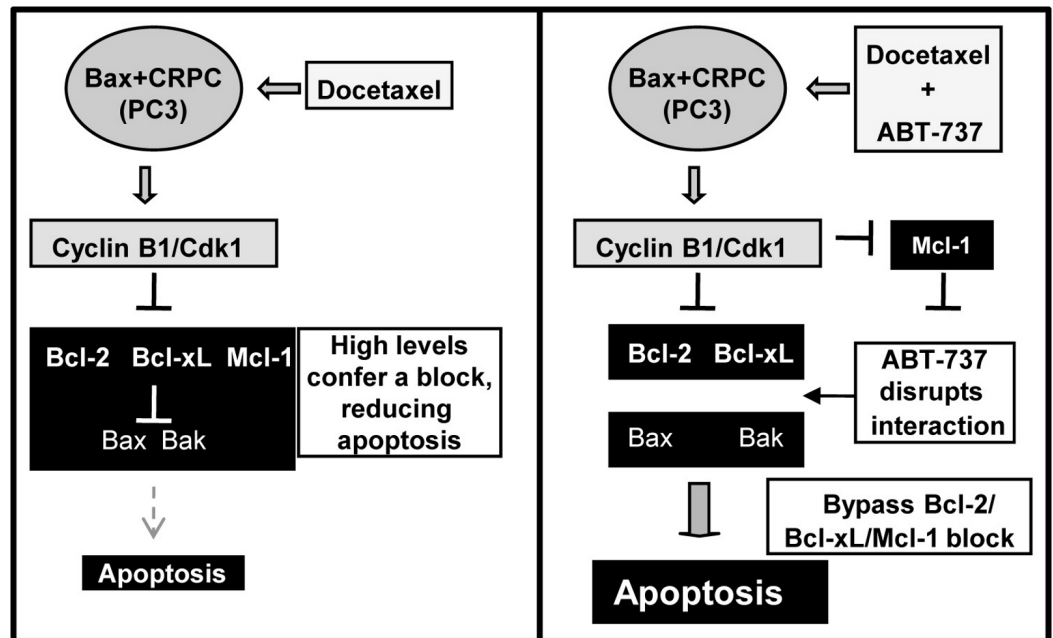 Bax+CRPC
(PC3)
Docetaxel
Cyclin B1/Cdk1
Bcl-2 Bcl-xL Mcl-1
Bax Bak
High levels
confer a block,
reducing
apoptosis
Apoptosis
Bax+CRPC
(PC3)
Docetaxel
+
ABT-737
Cyclin B1/Cdk1
Mcl-1
Bcl-2 Bcl-xL
ABT-737
disrupts
interaction
Bax Bak
Bypass Bcl-2/
Bcl-xL/Mcl-1 block
Apoptosis